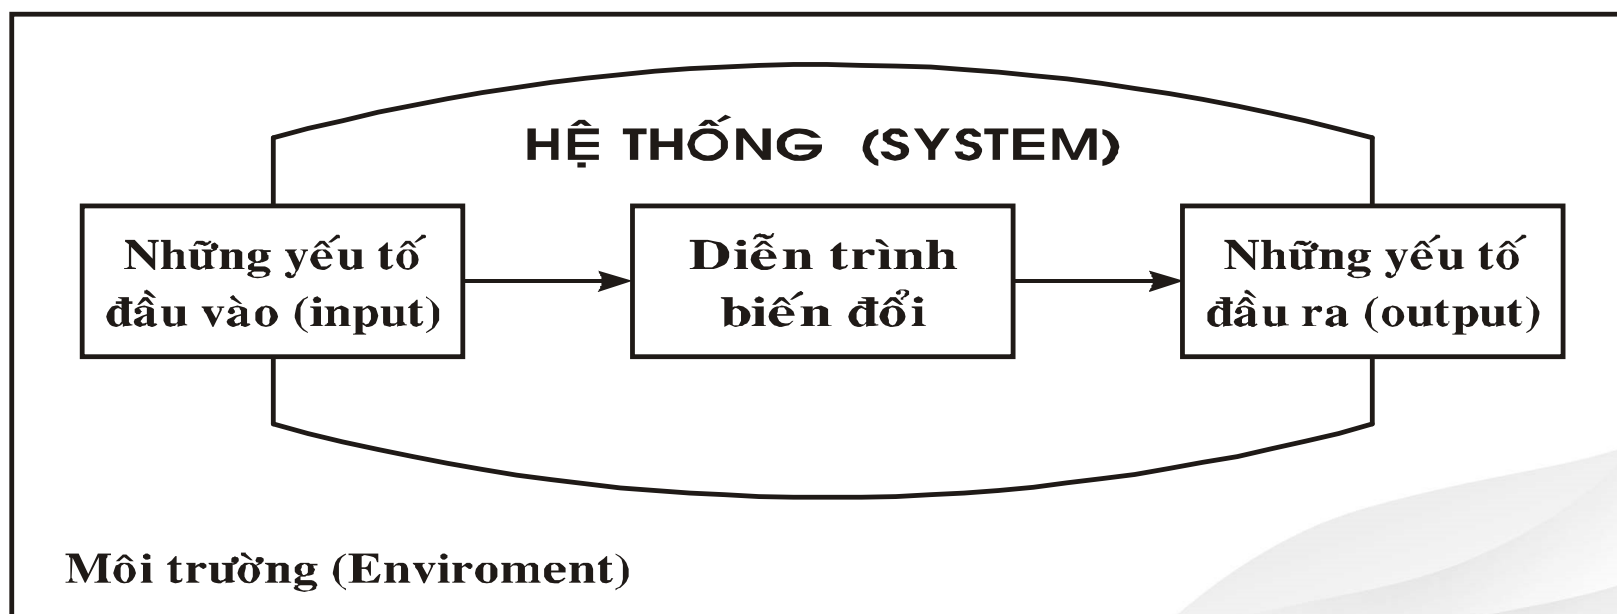 HỆ THỐNG (SYSTEM)
Những yếu tố
đầu vào (input)
Diễn trình
biến đổi
Những yếu tố
đầu ra (output)
Môi trường (Enviroment)